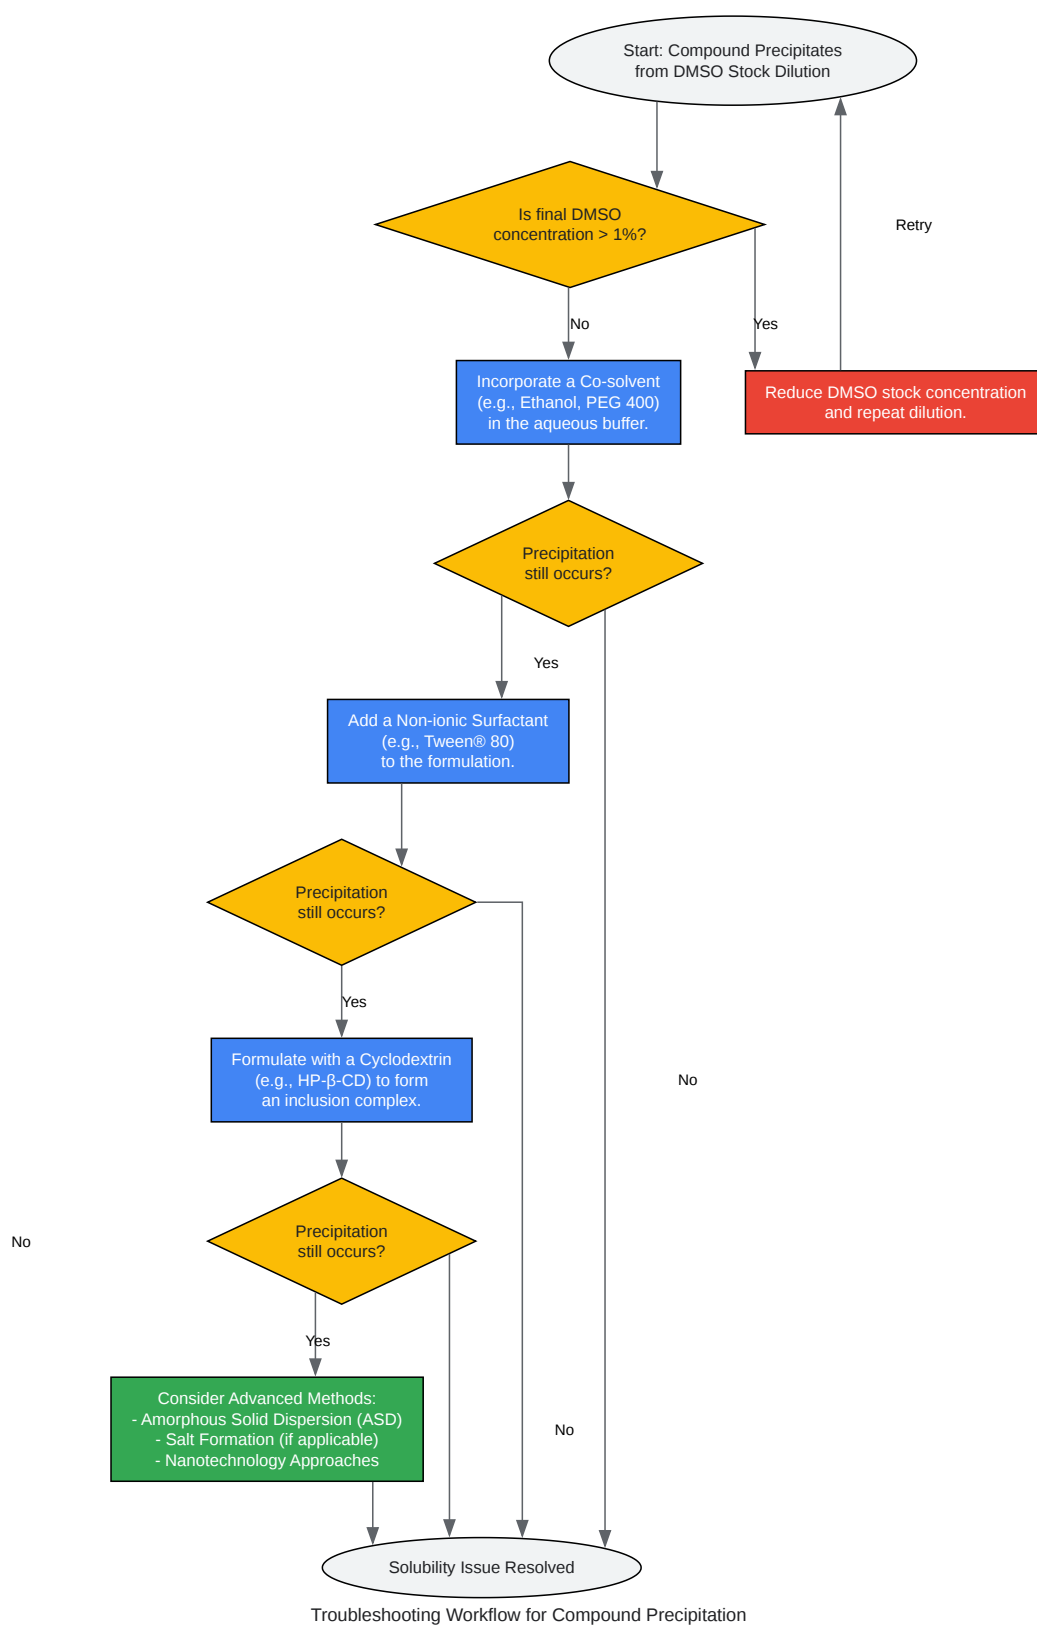 Start: Compound Precipitates
from DMSO Stock Dilution
Is final DMSO
concentration > 1%?
Retry
No
Yes
Incorporate a Co-solvent
(e.g., Ethanol, PEG 400)
in the aqueous buffer.
Reduce DMSO stock concentration
and repeat dilution.
Precipitation
still occurs?
Yes
Add a Non-ionic Surfactant
(e.g., Tween® 80)
to the formulation.
Precipitation
still occurs?
Yes
Formulate with a Cyclodextrin
(e.g., HP-β-CD) to form
an inclusion complex.
No
Precipitation
still occurs?
No
Yes
Consider Advanced Methods:
- Amorphous Solid Dispersion (ASD)
- Salt Formation (if applicable)
- Nanotechnology Approaches
No
Solubility Issue Resolved
Troubleshooting Workflow for Compound Precipitation